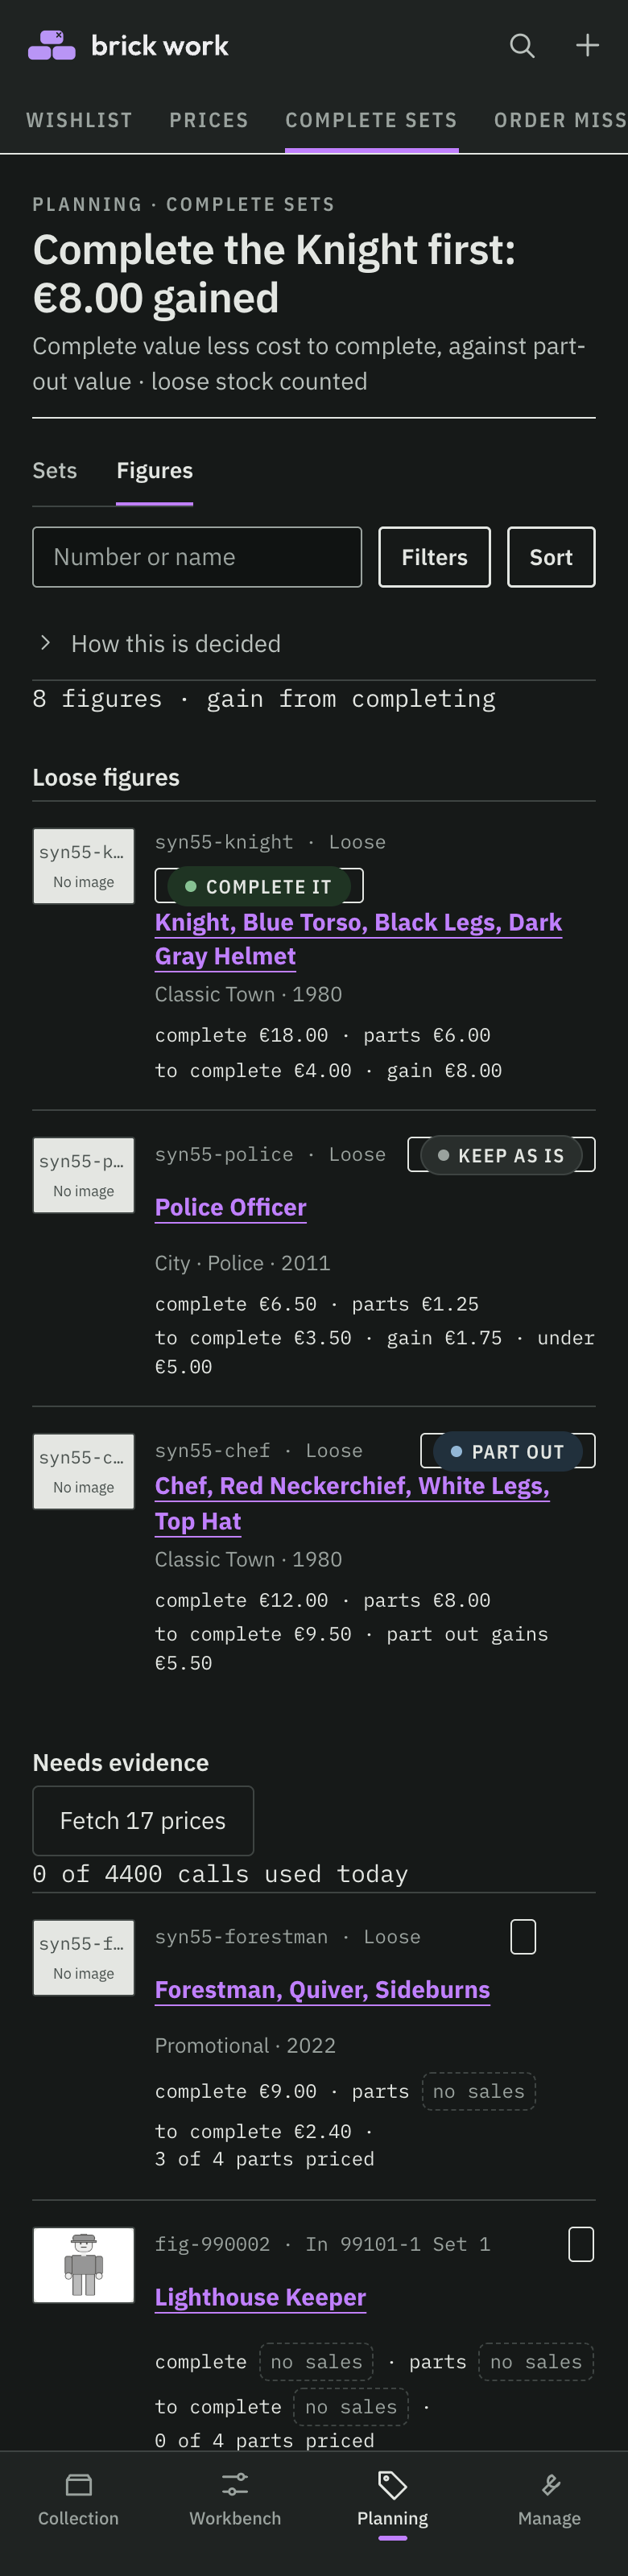 brick work
WISHLIST PRICES COMPLETE SETS ORDER MISS
PLANNING · COMPLETE SETS
Complete the Knight first:
€8.00 gained
Complete value less cost to complete, against part-
out value · loose stock counted
Sets Figures
Number or name Filters Sort
How this is decided
8 figures · gain from completing
Loose figures
syn55-k…
No image
syn55-knight · Loose
COMPLETE IT
Knight, Blue Torso, Black Legs, Dark
Gray Helmet
Classic Town · 1980
complete €18.00 · parts €6.00
to complete €4.00 · gain €8.00
syn55-p…
No image
syn55-police · Loose KEEP AS IS
Police Officer
City · Police · 2011
complete €6.50 · parts €1.25
to complete €3.50 · gain €1.75 · under
€5.00
syn55-c…
No image
syn55-chef · Loose PART OUT
Chef, Red Neckerchief, White Legs,
Top Hat
Classic Town · 1980
complete €12.00 · parts €8.00
to complete €9.50 · part out gains
€5.50
Needs evidence
Fetch 17 prices
0 of 4400 calls used today
syn55-f…
No image
syn55-forestman · Loose
Forestman, Quiver, Sideburns
Promotional · 2022
complete €9.00 · parts no sales
to complete €2.40 ·
3 of 4 parts priced
fig-990002 · In 99101-1 Set 1
Lighthouse Keeper
complete no sales · parts no sales
to complete no sales ·
0 of 4 parts priced
Collection Workbench Planning Manage